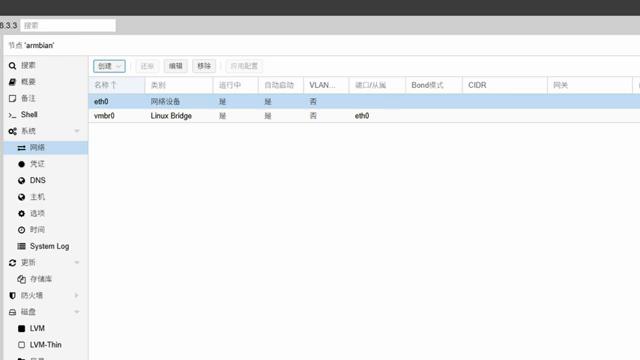 8.3.3 搜索
节点 'armbian'
搜索
概要
备注
Shell
系统
网络
凭证
DNS
主机
选项
时间
System Log
更新
存储库
防火墙
磁盘
LVM
LVM-Thin
创建 还原 编辑 移除 应用配置
名称 类别 运行中 自动启动 VLAN... 端口/从属 Bond模式 CIDR 网关
eth0 网络设备 是 是 否
vmbr0 Linux Bridge 是 是 否 eth0